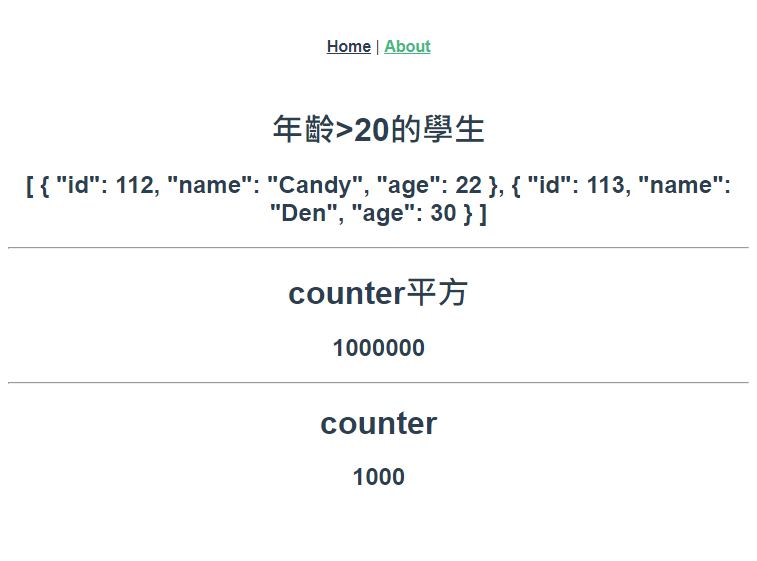 Home | About
年齡>20的學生
[ { "id": 112, "name": "Candy", "age": 22 }, { "id": 113, "name":
"Den", "age": 30 } ]
counter平方
1000000
counter
1000